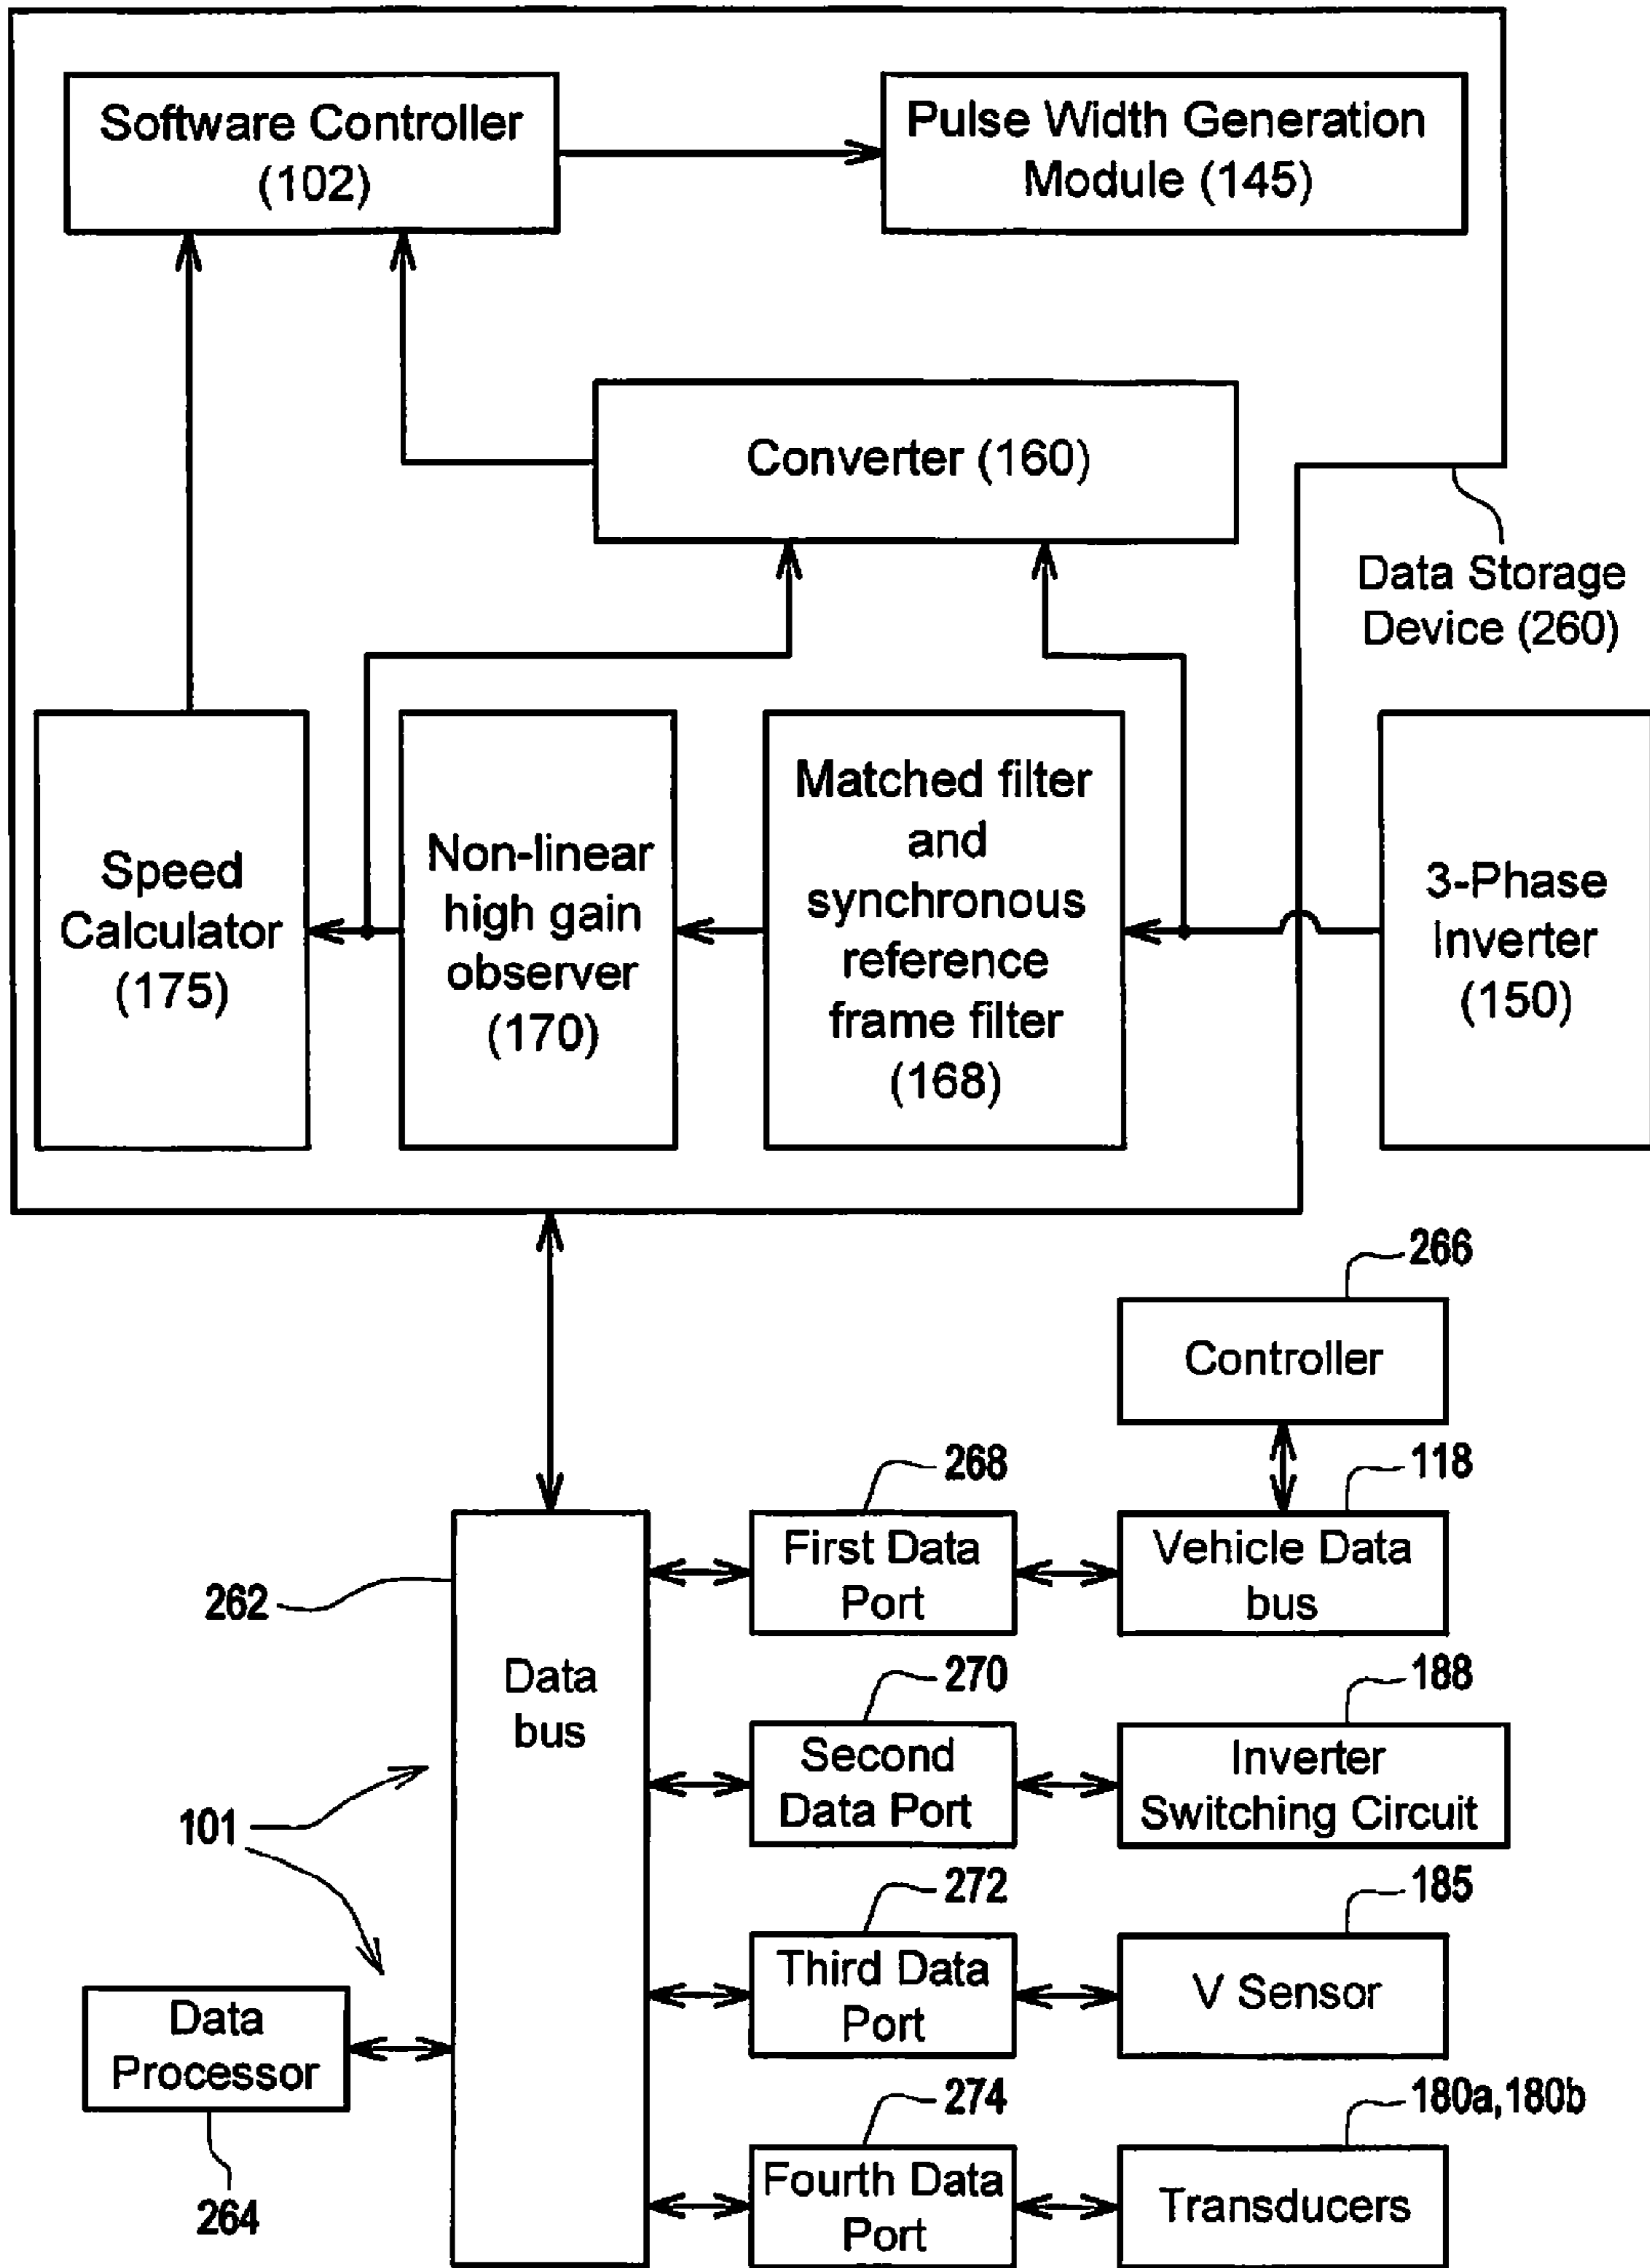 Software Controller
(102)
Pulse Width Generation
Module (145)
Converter (160)
Data Storage
Device (260)
Speed
Calculator
(175)
Non-linear
high gain
observer
(170)
Matched filter
and
synchronous
reference
frame filter
(168)
3-Phase
Inverter
(150)
266
Controller
268
118
First Data
Port
Vehicle Data
bus
262
Data
bus
270
188
Second
Data Port
Inverter
Switching Circuit
101
272
185
Third Data
Port
V Sensor
Data
Processor
264
274
180a,180b
Fourth Data
Port
Transducers